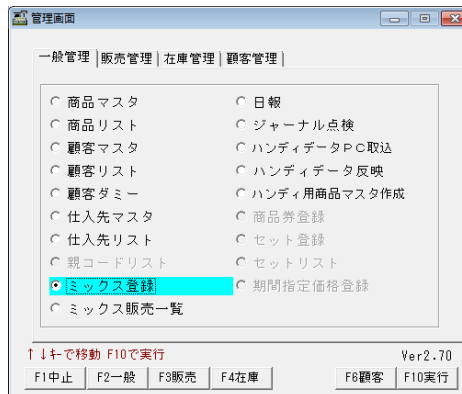 管理画面
一般管理 販売管理 在庫管理 顧客管理
商品マスタ
商品リスト
顧客マスタ
顧客リスト
顧客ダミー
仕入先マスタ
仕入先リスト
親コードリスト
ミックス登録
ミックス販売一覧
日報
ジャーナル点検
ハンディデータPC取込
ハンディデータ反映
ハンディ用商品マスタ作成
商品券登録
セット登録
セットリスト
期間指定価格登録
↑↓キーで移動 F10で実行
Ver2.70
F1中止 F2一般 F3販売 F4在庫 F6顧客 F10実行